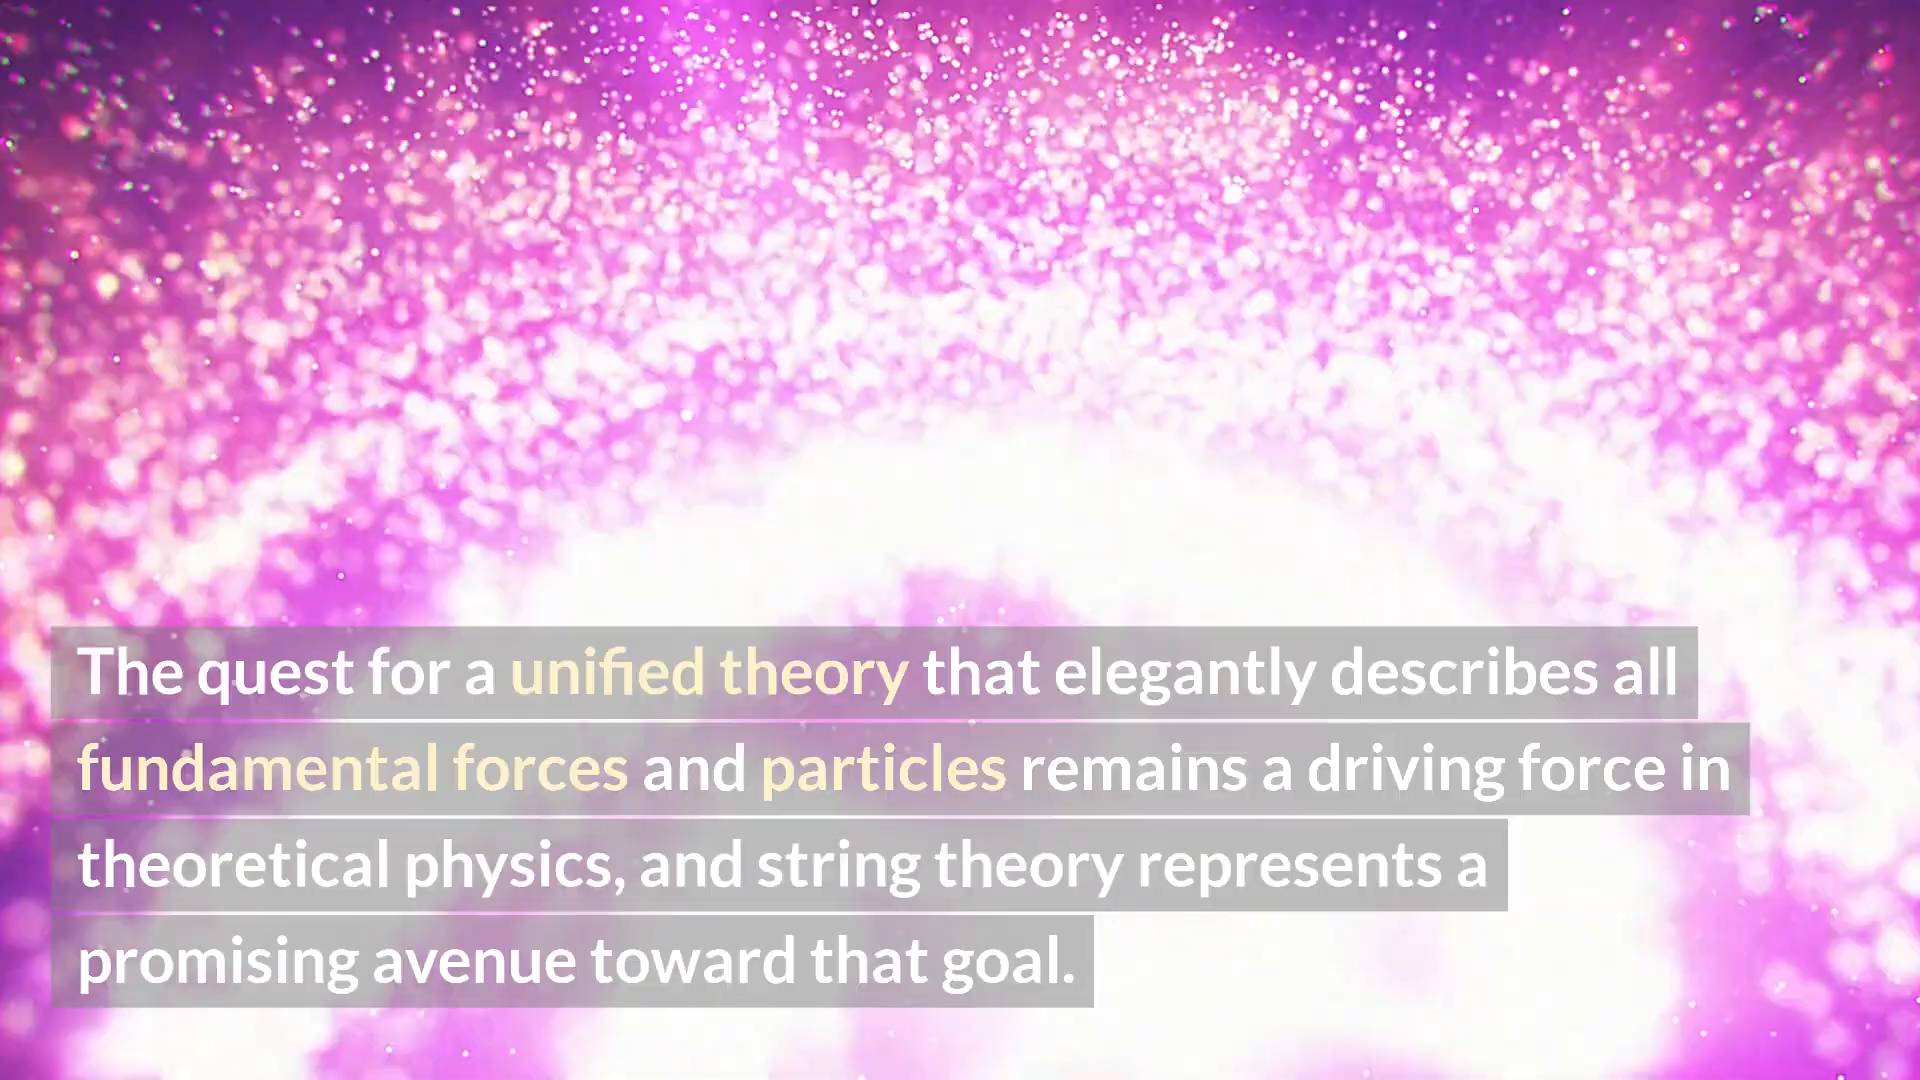 The quest for a unified theory that elegantly describes all
fundamental forces and particles remains a driving force in
theoretical physics, and string theory represents a
promising avenue toward that goal.